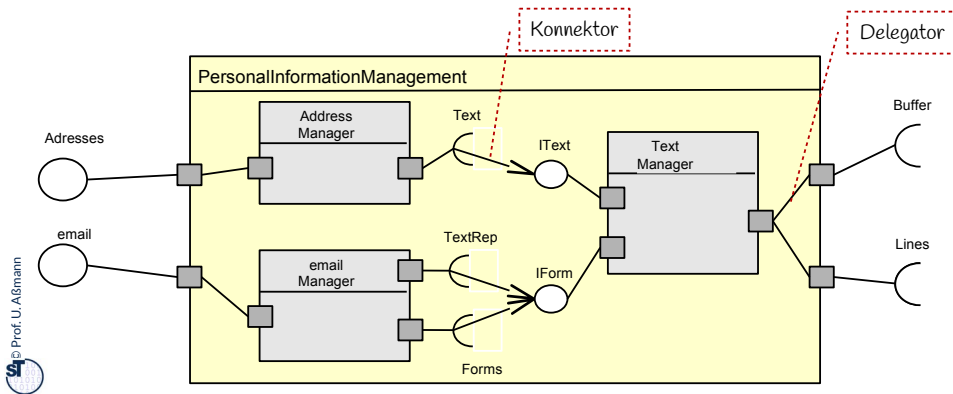 Konnektor
Delegator
PersonalInformationManagement
Buffer
Address
Manager
Text
Adresses
IText
Text
Manager
email
TextRep
email
Manager
IForm
Lines
Forms
© Prof. U. Aßmann
ST